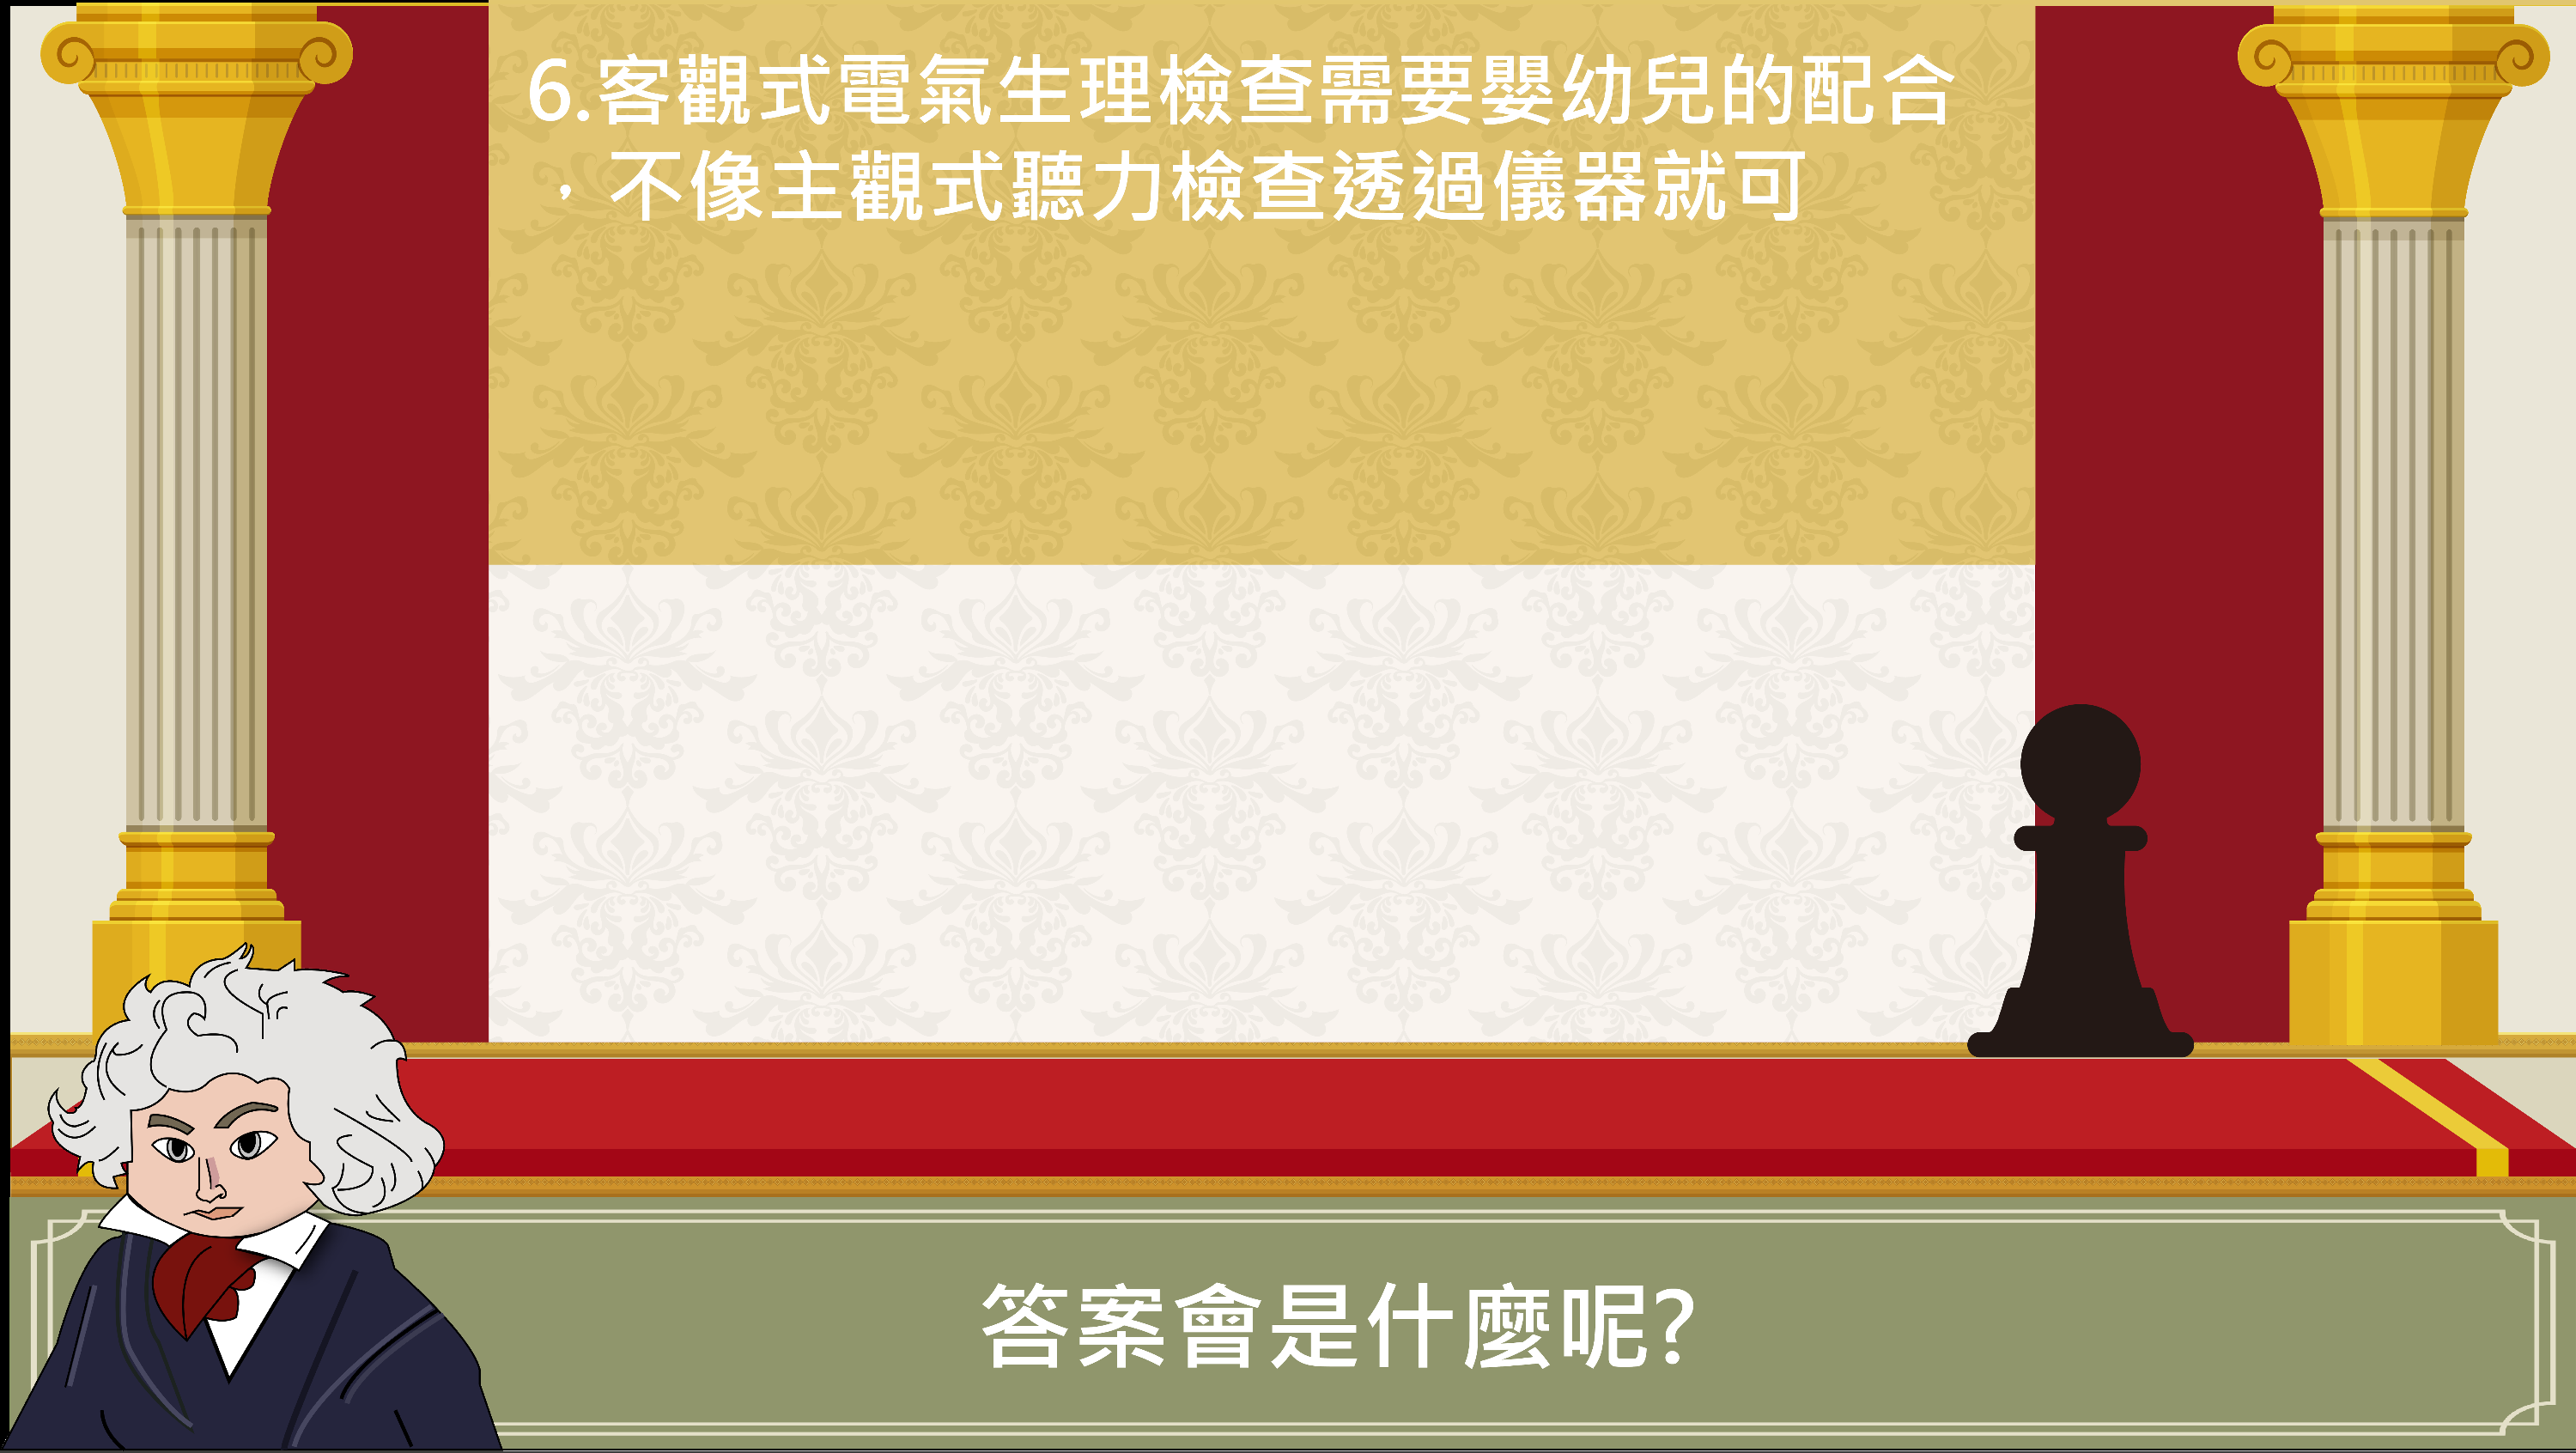 6.客觀式電氣生理檢查需要嬰幼兒的配合
，不像主觀式聽力檢查透過儀器就可
答案會是什麼呢?